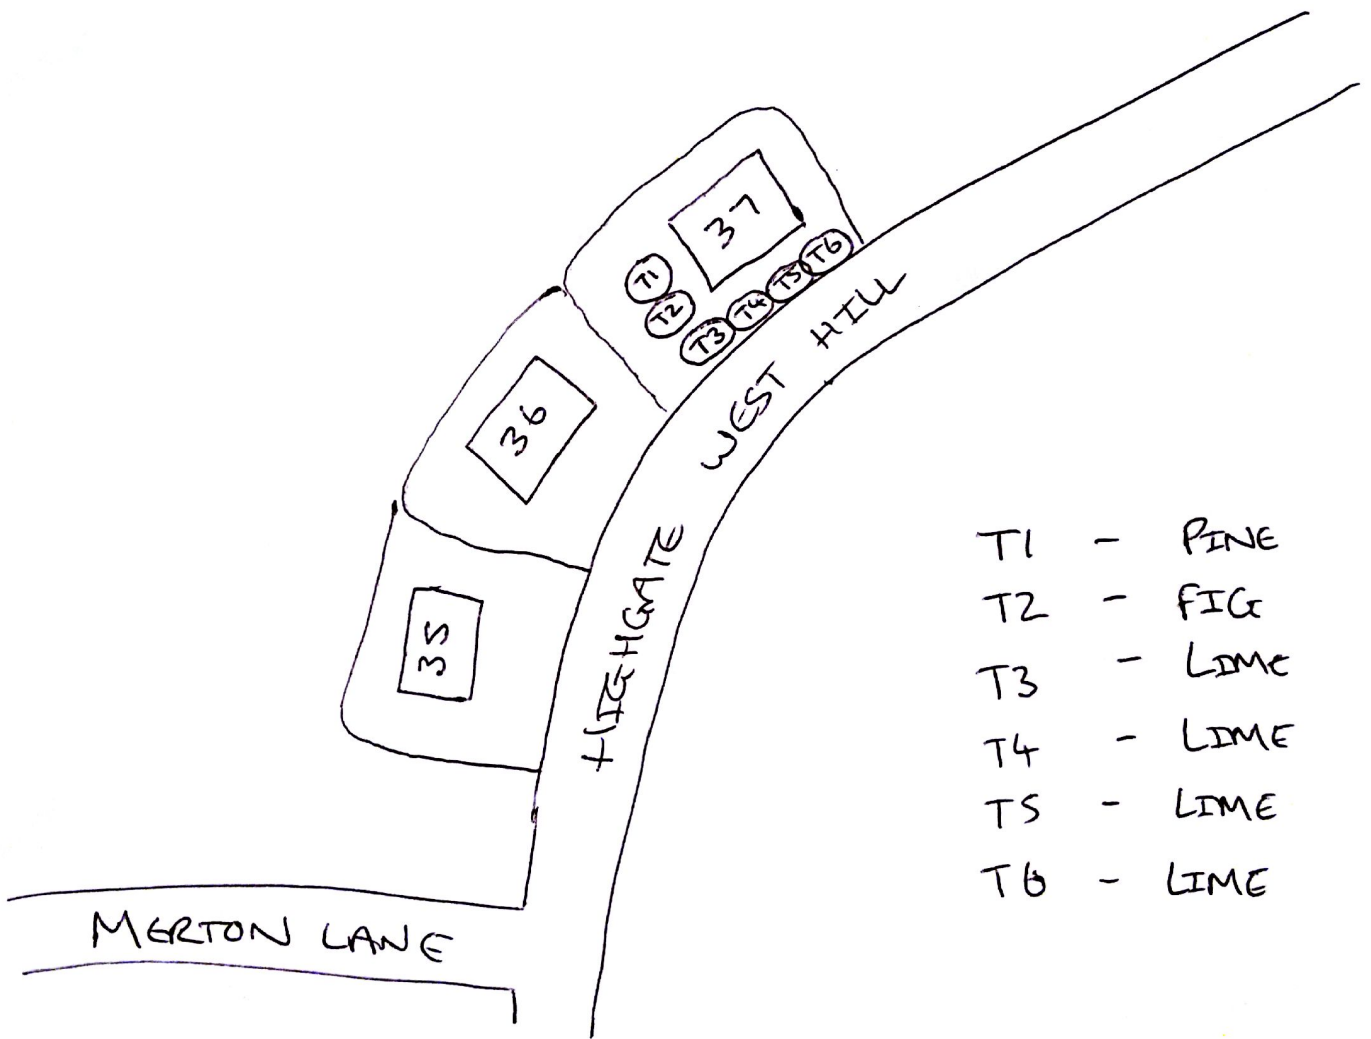 37
T1
T2
T3
T4
T5
T6
36
35
HIGHGATE WEST HILL
MERTON LANE
T1 - PINE
T2 - FIG
T3 - LIME
T4 - LIME
T5 - LIME
T6 - LIME